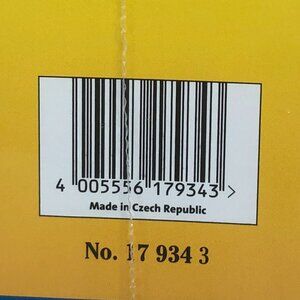 4 005556 179343 >
Made in Czech Republic
No. 17 934 3